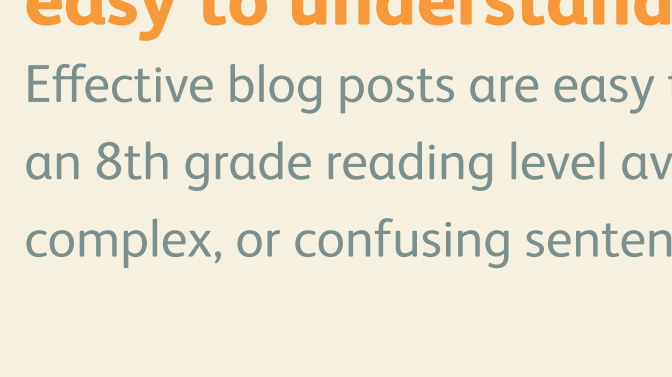 easy to understand
Effective blog posts are easy
an 8th grade reading level av
complex, or confusing senten